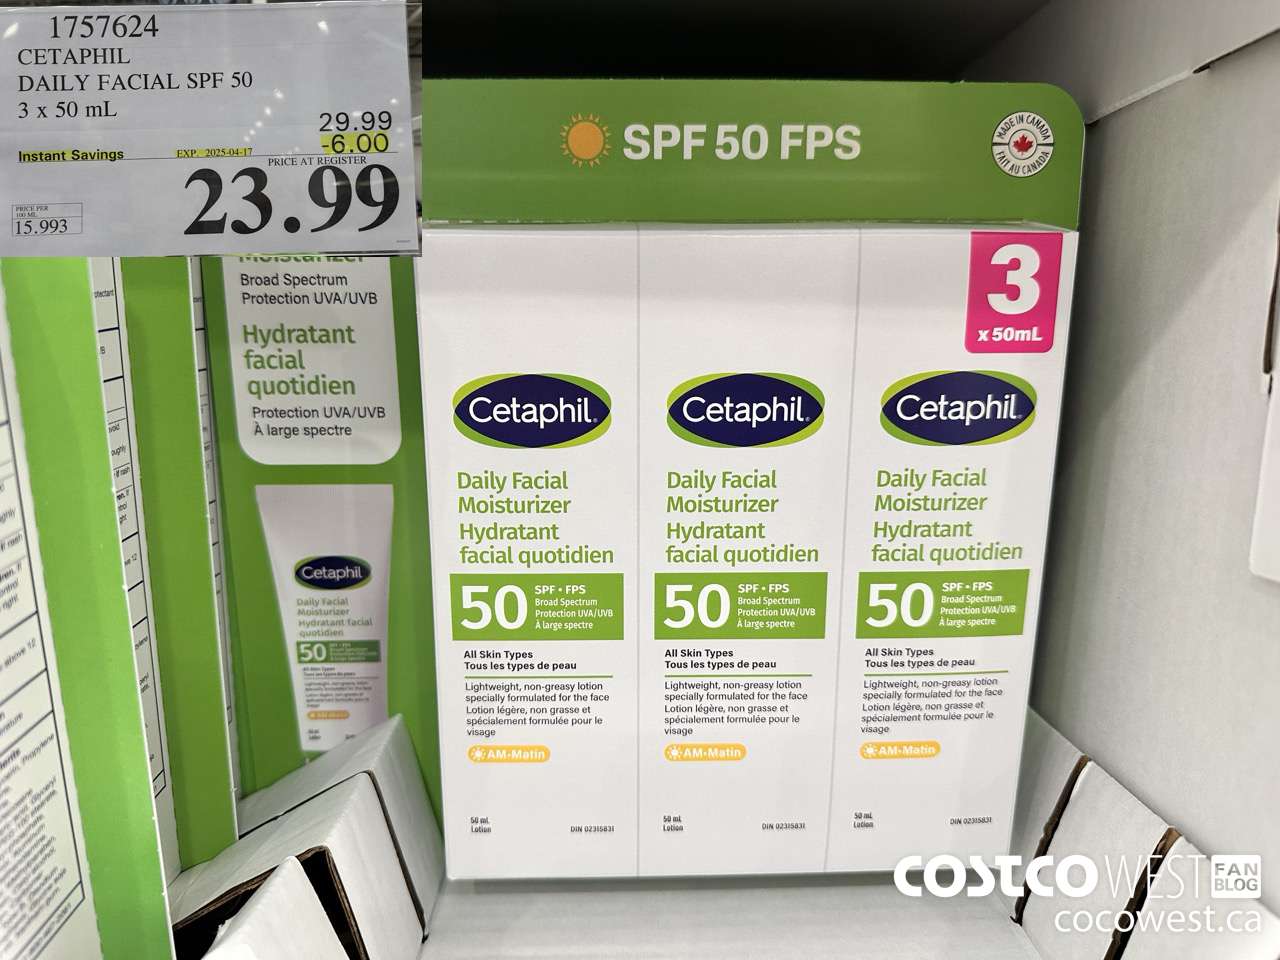 1757624
CETAPHIL
DAILY FACIAL SPF 50
3 x 50 mL
29.99
Instant Savings EXP. 2025-04-17 -6.00
PRICE AT REGISTER
23.99
PRICE PER
100 ML
15.993
SPF 50 FPS
MADE IN CANADA
FAIT AU CANADA
3
x 50mL
Moisturizer
Broad Spectrum
Protection UVA/UVB
Hydratant
facial
quotidien
Protection UVA/UVB
À large spectre
Cetaphil
Daily Facial
Moisturizer
Hydratant facial
quotidien
50
All Skin Types
Tous les types de peau
Cetaphil®
Daily Facial
Moisturizer
Hydratant
facial quotidien
50 SPF • FPS
Broad Spectrum
Protection UVA/UVB
À large spectre
All Skin Types
Tous les types de peau
Lightweight, non-greasy lotion
specially formulated for the face
Lotion légère, non grasse et
spécialement formulée pour le
visage
AM•Matin
50 mL
Lotion
DIN 02315831
Cetaphil®
Daily Facial
Moisturizer
Hydratant
facial quotidien
50 SPF • FPS
Broad Spectrum
Protection UVA/UVB
À large spectre
All Skin Types
Tous les types de peau
Lightweight, non-greasy lotion
specially formulated for the face
Lotion légère, non grasse et
spécialement formulée pour le
visage
AM•Matin
50 mL
Lotion
DIN 02315831
Cetaphil®
Daily Facial
Moisturizer
Hydratant
facial quotidien
50 SPF • FPS
Broad Spectrum
Protection UVA/UVB
À large spectre
All Skin Types
Tous les types de peau
Lightweight, non-greasy lotion
specially formulated for the face
Lotion légère, non grasse et
spécialement formulée pour le
visage
AM•Matin
50 mL
Lotion
DIN 02315831
COSTCO WEST FAN BLOG
cocowest.ca